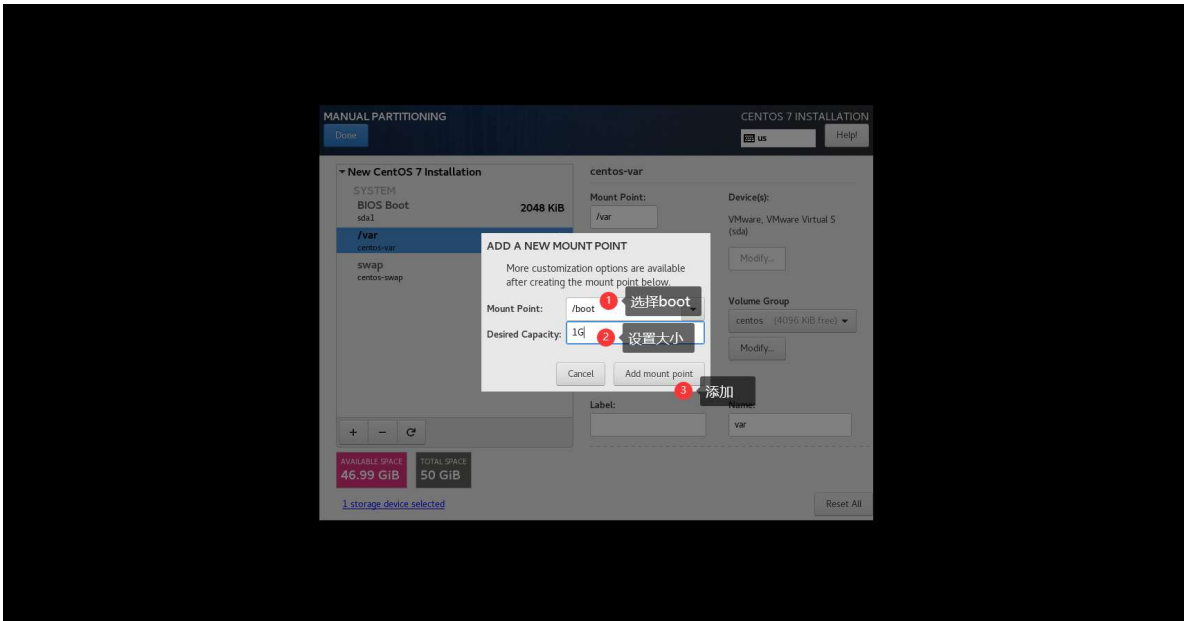 MANUAL PARTITIONING
CENTOS 7 INSTALLATION
Done
us
Help!
New CentOS 7 Installation
SYSTEM
BIOS Boot
2048 KiB
sda1
/var
centos-var
swap
centos-swap
centos-var
Mount Point:
/var
Device(s):
VMware, VMware Virtual S
(sda)
Modify...
ADD A NEW MOUNT POINT
More customization options are available
after creating the mount point below.
Mount Point:
/boot
1 选择boot
Desired Capacity:
1G
2 设置大小
Cancel
Add mount point
3 添加
Volume Group
centos (4096 KiB free)
Modify...
Label:
Name:
var
+ −
AVAILABLE SPACE
46.99 GiB
TOTAL SPACE
50 GiB
1 storage device selected
Reset All